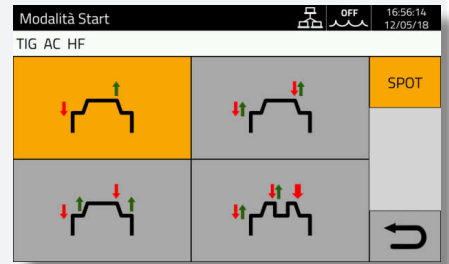 Modalità Start
OFF
16:56:14
12/05/18
TIG AC HF
SPOT